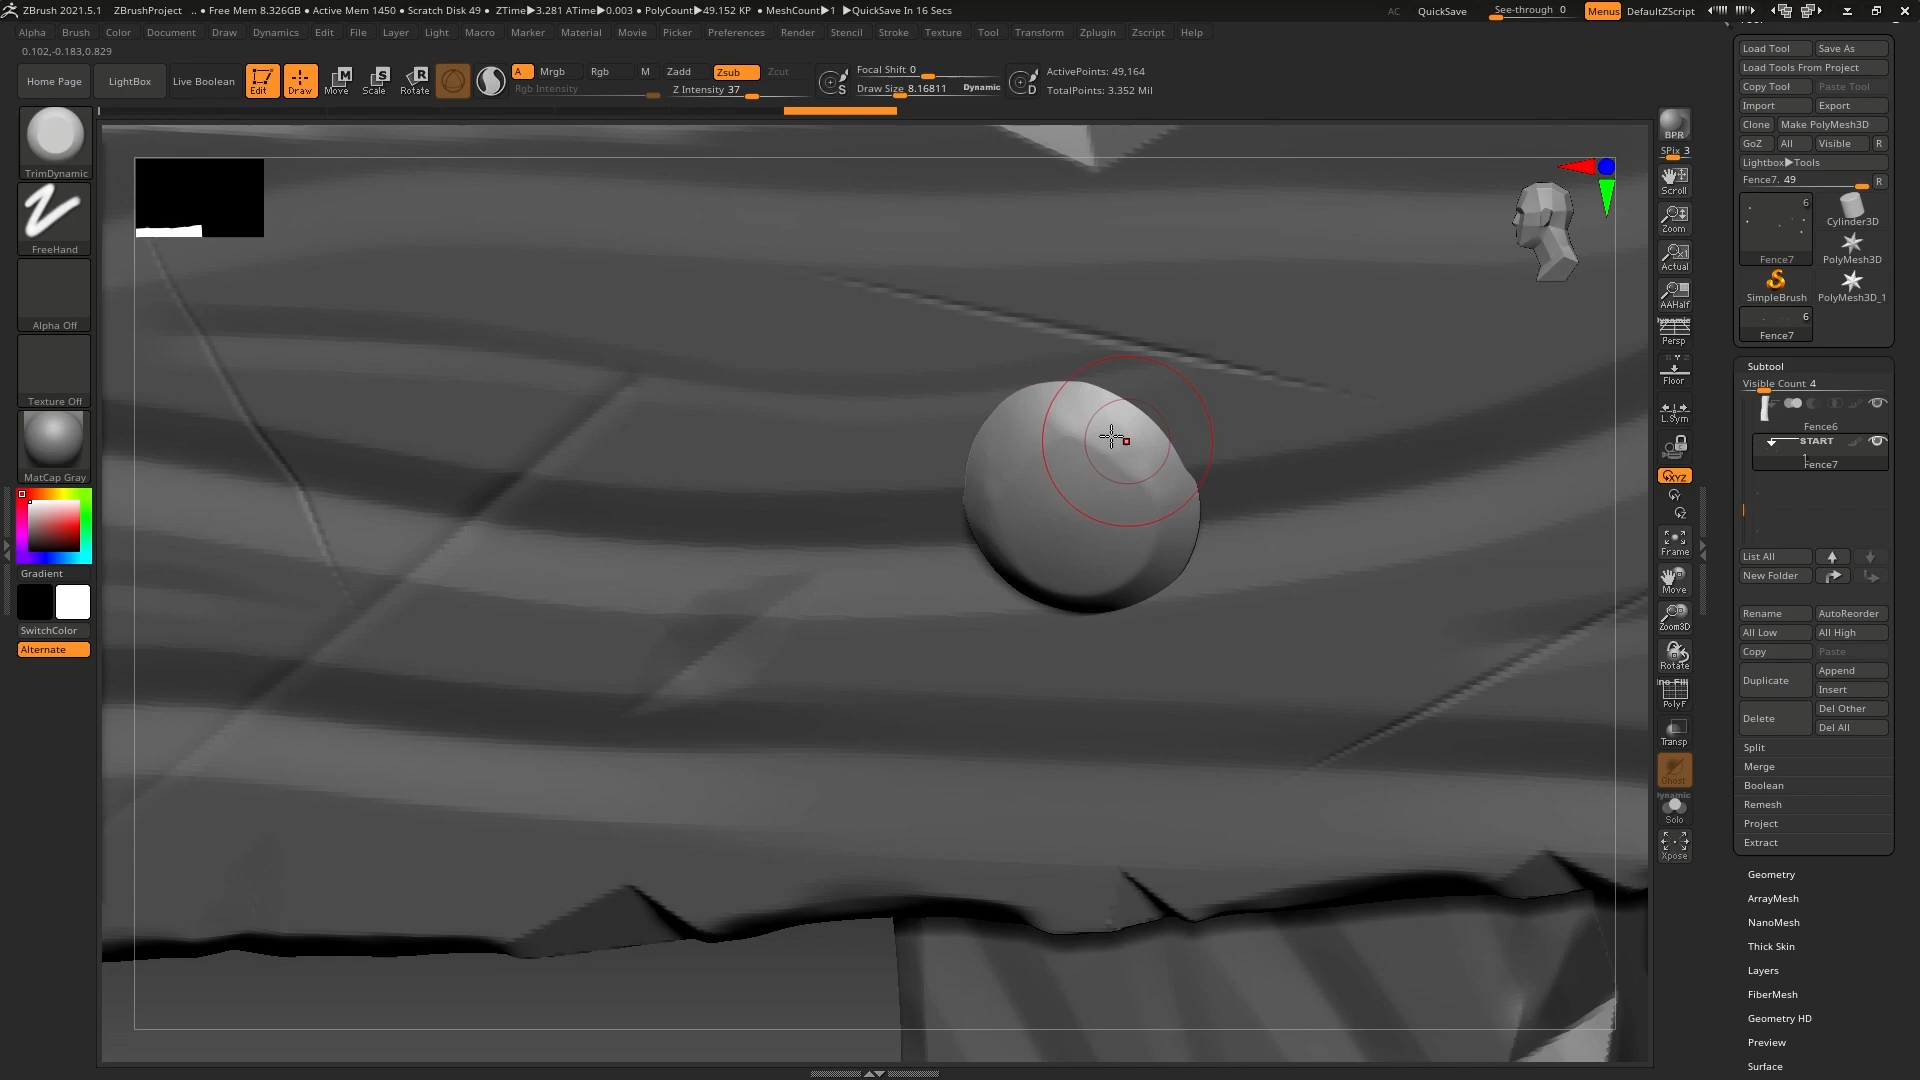 ZBrush 2021.5.1 ZBrushProject .. ● Free Mem 8.326GB ● Active Mem 1450 ● Scratch Disk 49 ● ZTime▶3.281 ATime▶0.003 ● PolyCount▶49.152 KP ● MeshCount▶1 ▶QuickSave In 16 Secs AC QuickSave See-through 0 Menus DefaultZScript
Alpha Brush Color Document Draw Dynamics Edit File Layer Light Macro Marker Material Movie Picker Preferences Render Stencil Stroke Texture Tool Transform Zplugin Zscript Help
0.102,-0.183,0.829
Home Page LightBox Live Boolean Edit Draw Move Scale Rotate
A Mrgb Rgb M Zadd Zsub Zcut
Rgb Intensity Z Intensity 37
S Focal Shift 0
Draw Size 8.16811 Dynamic D
ActivePoints: 49,164
TotalPoints: 3.352 Mil
TrimDynamic
FreeHand
Alpha Off
Texture Off
MatCap Gray
Gradient
SwitchColor
Alternate
BPR
SPix 3
Scroll
Zoom
Actual
AAHalf
Dynamic
Persp
Floor
L.Sym
XYZ
Y
Z
Frame
Move
Zoom3D
Rotate
PolyF
Transp
Ghost
Solo
Xpose
Load Tool Save As
Load Tools From Project
Copy Tool Paste Tool
Import Export
Clone Make PolyMesh3D
GoZ All Visible R
Lightbox▶Tools
Fence7. 49 R
6
Fence7
Cylinder3D
PolyMesh3D
SimpleBrush PolyMesh3D_1
6
Fence7
Subtool
Visible Count 4
Fence6
START
Fence7
List All
New Folder
Rename AutoReorder
All Low All High
Copy Paste
Duplicate Append
Insert
Delete Del Other
Del All
Split
Merge
Boolean
Remesh
Project
Extract
Geometry
ArrayMesh
NanoMesh
Thick Skin
Layers
FiberMesh
Geometry HD
Preview
Surface